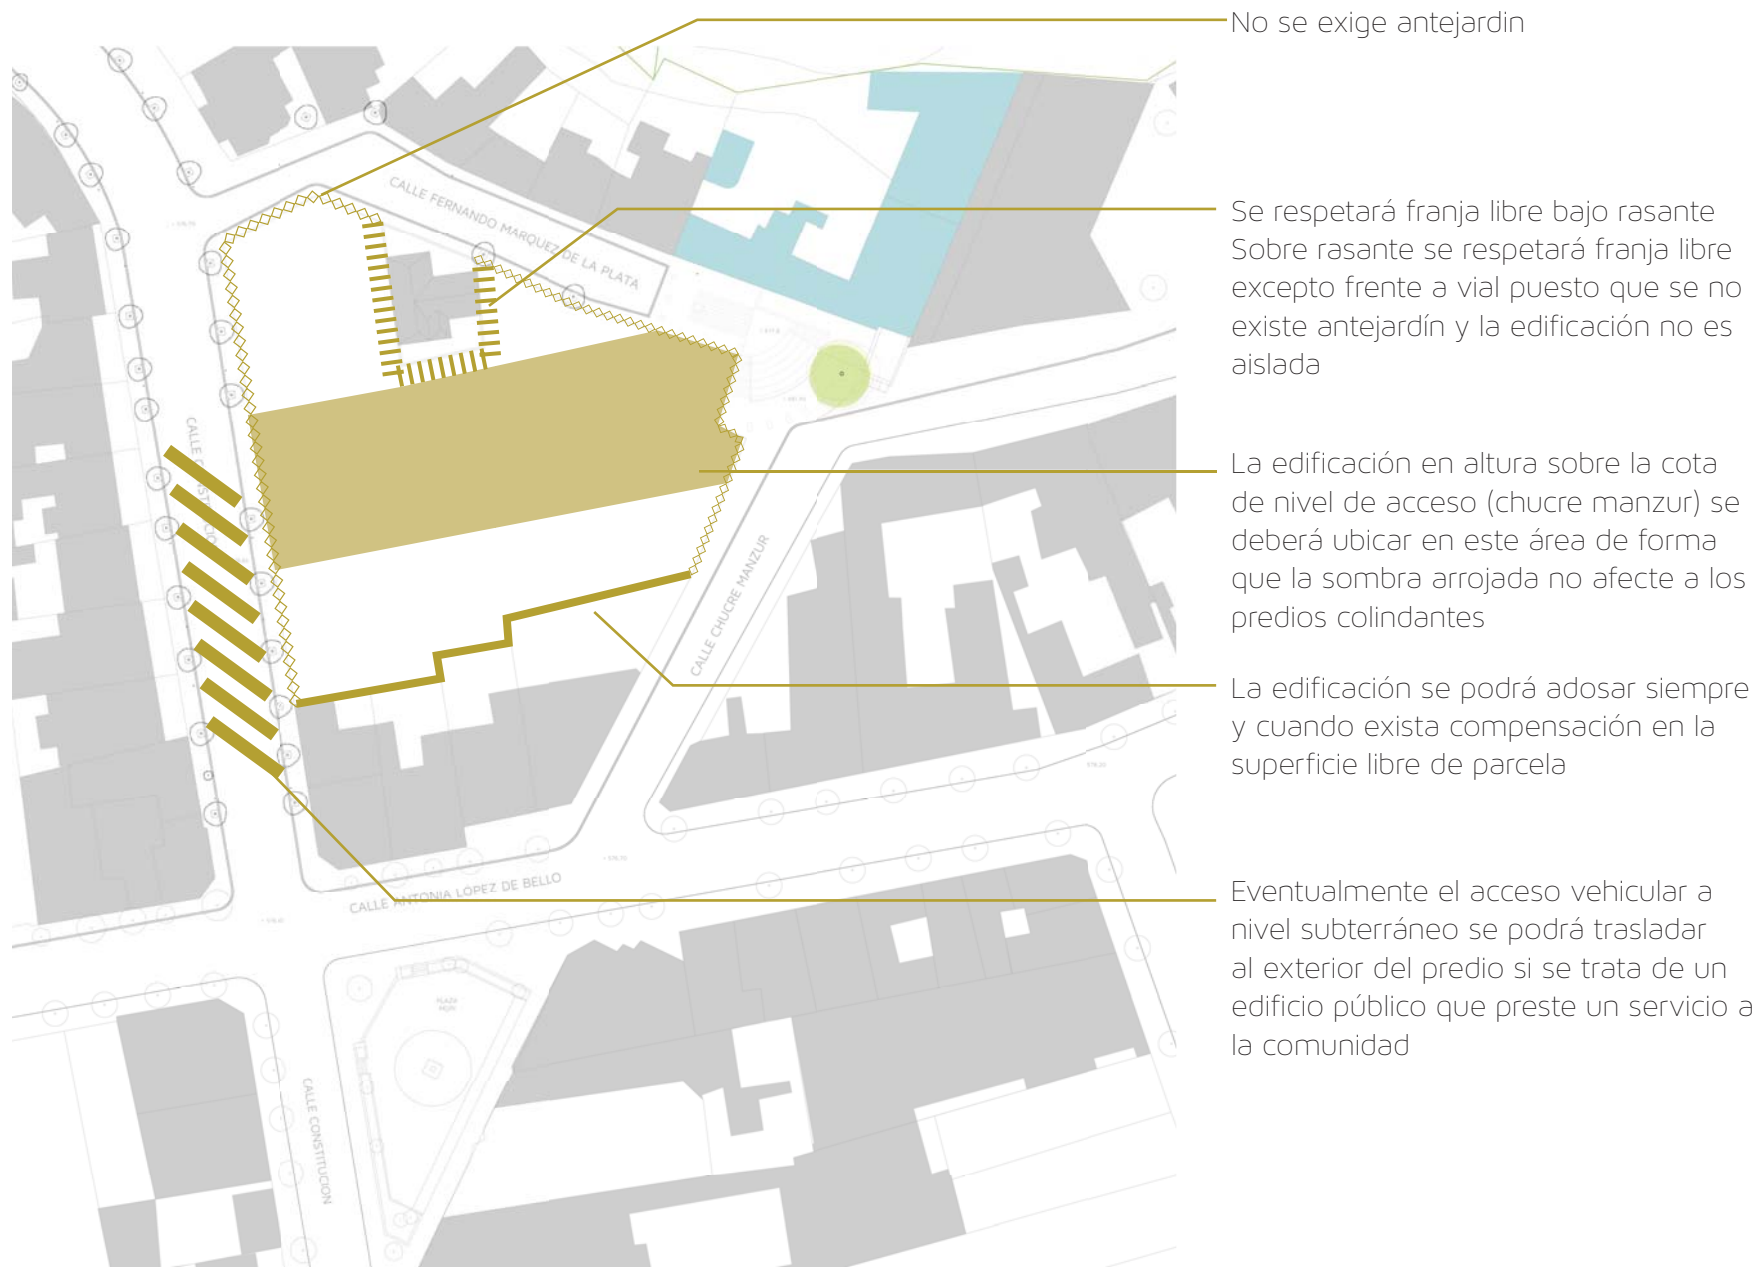 No se exige antejardin
Se respetará franja libre bajo rasante
Sobre rasante se respetará franja libre
excepto frente a vial puesto que se no
existe antejardín y la edificación no es
aislada
La edificación en altura sobre la cota
de nivel de acceso (chucre manzur) se
deberá ubicar en este área de forma
que la sombra arrojada no afecte a los
predios colindantes
La edificación se podrá adosar siempre
y cuando exista compensación en la
superficie libre de parcela
Eventualmente el acceso vehicular a
nivel subterráneo se podrá trasladar
al exterior del predio si se trata de un
edificio público que preste un servicio a
la comunidad
CALLE FERNANDO MARQUEZ DE LA PLATA
CALLE
CALLE CHUCRE MANZUR
CALLE ANTONIA LÓPEZ DE BELLO
CALLE CONSTITUCION
PLAZA